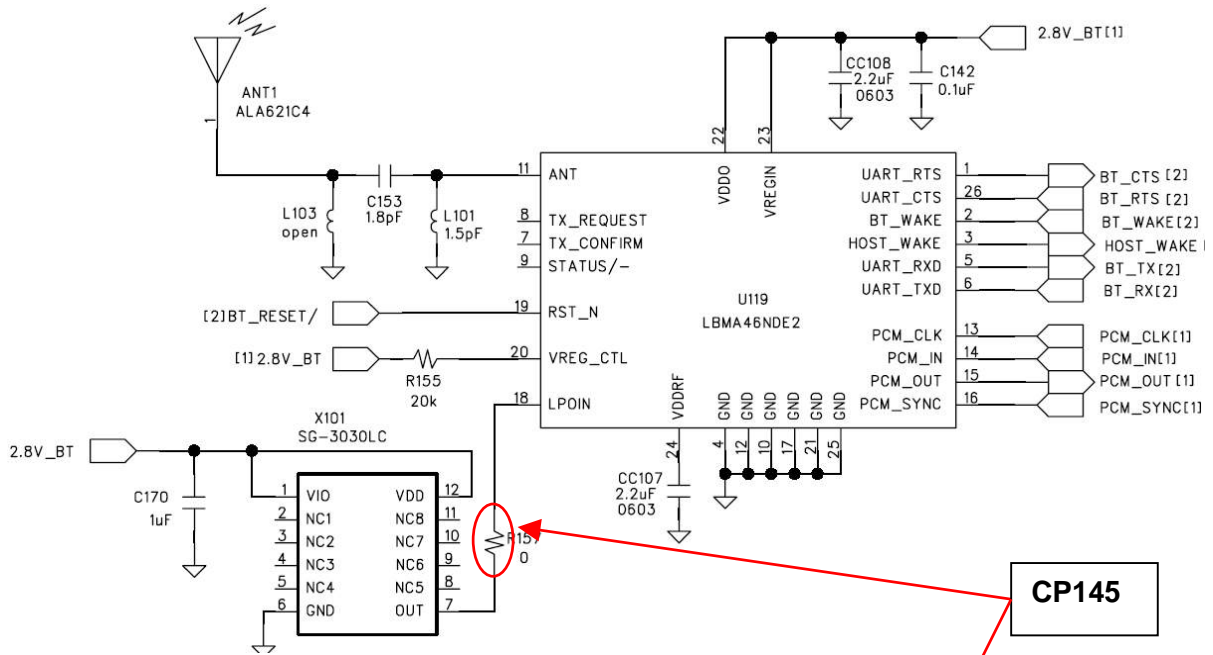 2.8V_BT[1]
CC108
2.2uF
0603
C142
0.1uF
ANT1
ALA621C4
1
22
23
VDDO
VREGIN
11
ANT
C153
1.8pF
L103
open
L101
1.5pF
8
TX_REQUEST
7
TX_CONFIRM
9
STATUS/-
[2]BT_RESET/
19
RST_N
[1]2.8V_BT
R155
20k
20
VREG_CTL
18
LPOIN
U119
LBMA46NDE2
UART_RTS
1
BT_CTS[2]
UART_CTS
26
BT_RTS[2]
BT_WAKE
2
BT_WAKE[2]
HOST_WAKE
3
HOST_WAKE
UART_RXD
5
BT_TX[2]
UART_TXD
6
BT_RX[2]
PCM_CLK
13
PCM_CLK[1]
PCM_IN
14
PCM_IN[1]
PCM_OUT
15
PCM_OUT[1]
PCM_SYNC
16
PCM_SYNC[1]
VDDRF
GND
GND
GND
GND
GND
GND
24
4
12
10
17
21
25
CC107
2.2uF
0603
X101
SG-3030LC
2.8V_BT
C170
1uF
1
VIO
VDD
12
2
NC1
NC8
11
3
NC2
NC7
10
4
NC3
NC6
9
5
NC4
NC5
8
6
GND
OUT
7
0
CP145